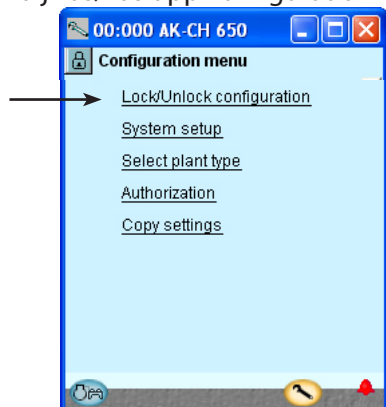 00:000 AK-CH 650
Configuration menu
Lock/Unlock configuration
System setup
Select plant type
Authorization
Copy settings